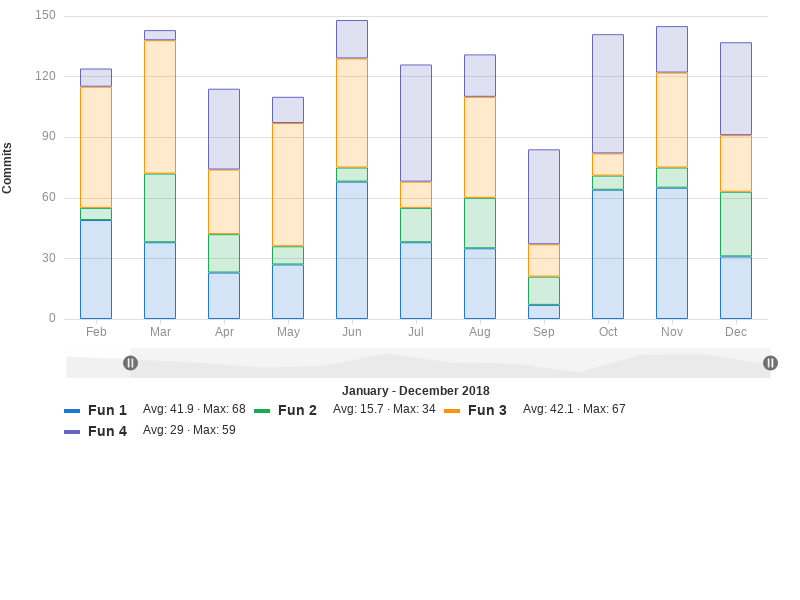 150
120
90
60
30
0
Commits
Feb Mar Apr May Jun Jul Aug Sep Oct Nov Dec
January - December 2018
Fun 1 Avg: 41.9 · Max: 68 Fun 2 Avg: 15.7 · Max: 34 Fun 3 Avg: 42.1 · Max: 67
Fun 4 Avg: 29 · Max: 59